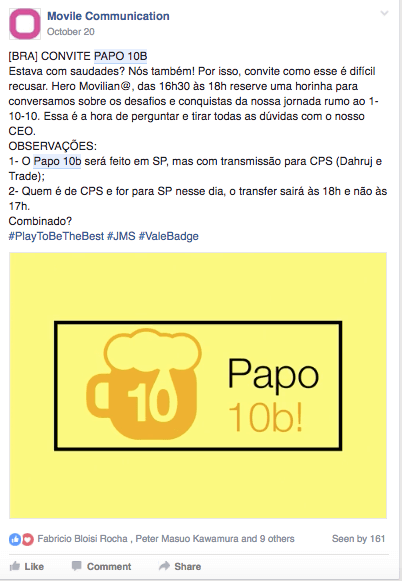 Movile Communication
October 20
[BRA] CONVITE PAPO 10B
Estava com saudades? Nós também! Por isso, convite como esse é difícil
recusar. Hero Movilian@, das 16h30 às 18h reserve uma horinha para
conversamos sobre os desafios e conquistas da nossa jornada rumo ao 1-
10-10. Essa é a hora de perguntar e tirar todas as dúvidas com o nosso
CEO.
OBSERVAÇÕES:
1- O Papo 10b será feito em SP, mas com transmissão para CPS (Dahruj e
Trade);
2- Quem é de CPS e for para SP nesse dia, o transfer sairá às 18h e não às
17h.
Combinado?
#PlayToBeTheBest #JMS #ValeBadge
10
Papo
10b!
Fabricio Bloisi Rocha , Peter Masuo Kawamura and 9 others
Seen by 161
Like
Comment
Share